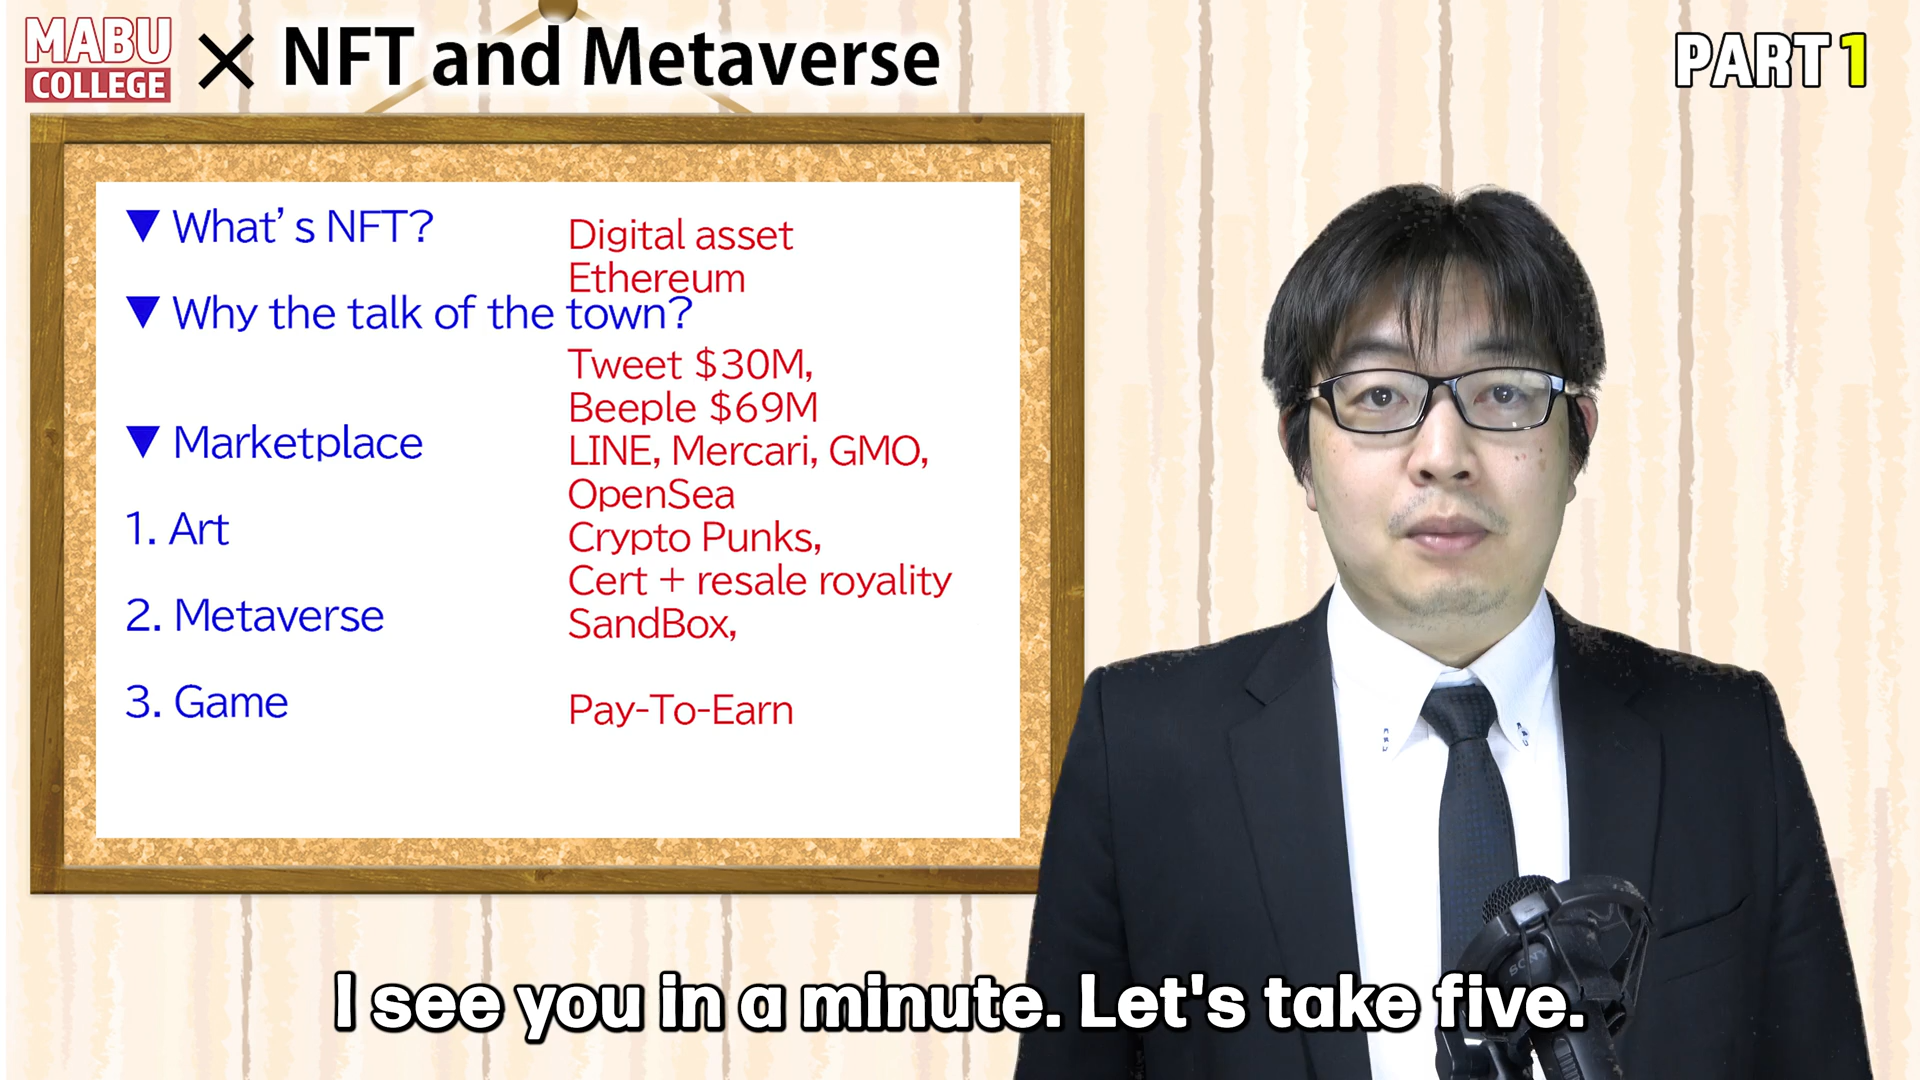 MABU
COLLEGE
× NFT and Metaverse
PART 1
▼ What's NFT?
Digital asset
Ethereum
▼ Why the talk of the town?
Tweet $30M,
Beeple $69M
▼ Marketplace
LINE, Mercari, GMO,
OpenSea
1. Art
Crypto Punks,
Cert + resale royality
2. Metaverse
SandBox,
3. Game
Pay-To-Earn
SONY
I see you in a minute. Let's take five.